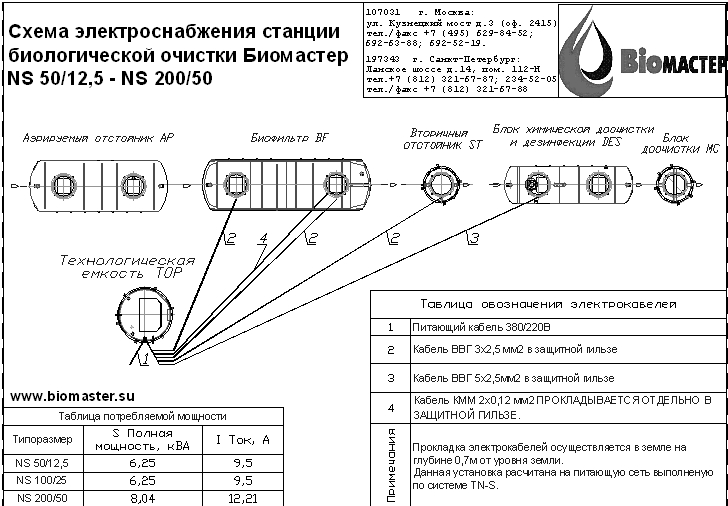 Схема электроснабжения станции
биологической очистки Биомастер
NS 50/12,5 - NS 200/50
107031 г. Москва:
ул. Кузнецкий мост д.3 (оф. 2415)
тел./факс +7 (495) 629-84-52;
692-63-88; 692-52-19.
197343 г. Санкт-Петербург:
Ланское шоссе д.14, пом. 112-Н
тел.+7 (812) 321-67-87; 234-52-05
тел./факс +7 (812) 321-67-88
BioМАСТЕР
Аэрируемый отстойник АР
Биофильтр BF
Вторичный
отстойник ST
Блок химической доочистки
и дезинфекции DES
Блок
доочистки МС
2
4
2
2
3
Технологическая
емкость ТОР
1
www.biomaster.su
Таблица потребляемой мощности
Типоразмер
S Полная
мощность, кВА
I Ток, А
NS 50/12,5 6,25 9,5
NS 100/25 6,25 9,5
NS 200/50 8,04 12,21
Таблица обозначений электрокабелей
1 Питающий кабель 380/220В
2 Кабель ВВГ 3х2,5 мм2 в защитной гильзе
3 Кабель ВВГ 5х2,5мм2 в защитной гильзе
4 Кабель КММ 2х0,12 мм2 ПРОКЛАДЫВАЕТСЯ ОТДЕЛЬНО В
ЗАЩИТНОЙ ГИЛЬЗЕ.
Примечания
Прокладка электрокабелей осуществляется в земле на
глубине 0,7м от уровня земли.
Данная установка расчитана на питающую сеть выполненую
по системе TN-S.